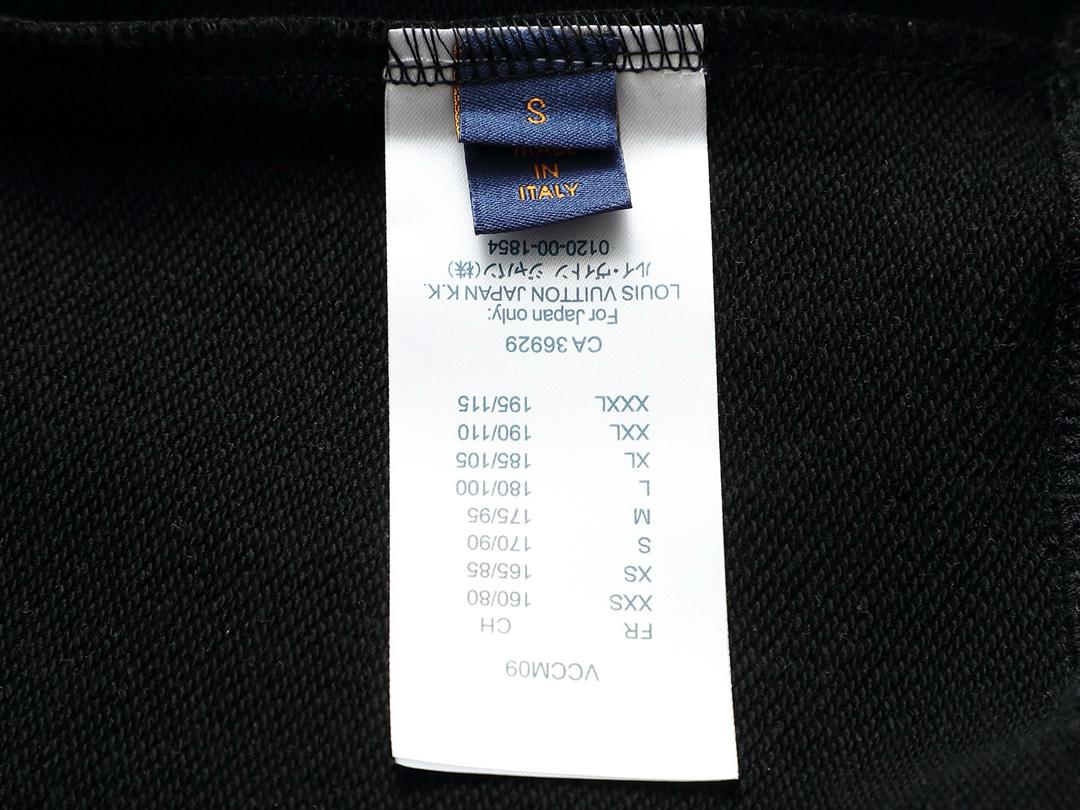 S
MADE
IN
ITALY
VCCM09
FR CH
XXS 160/80
XS 165/85
S 170/90
M 175/95
L 180/100
XL 185/105
XXL 190/110
XXXL 195/115
CA 36929
For Japan only:
LOUIS VUITTON JAPAN K.K.
ルイ・ヴィトン ジャパン(株)
0120-00-1854